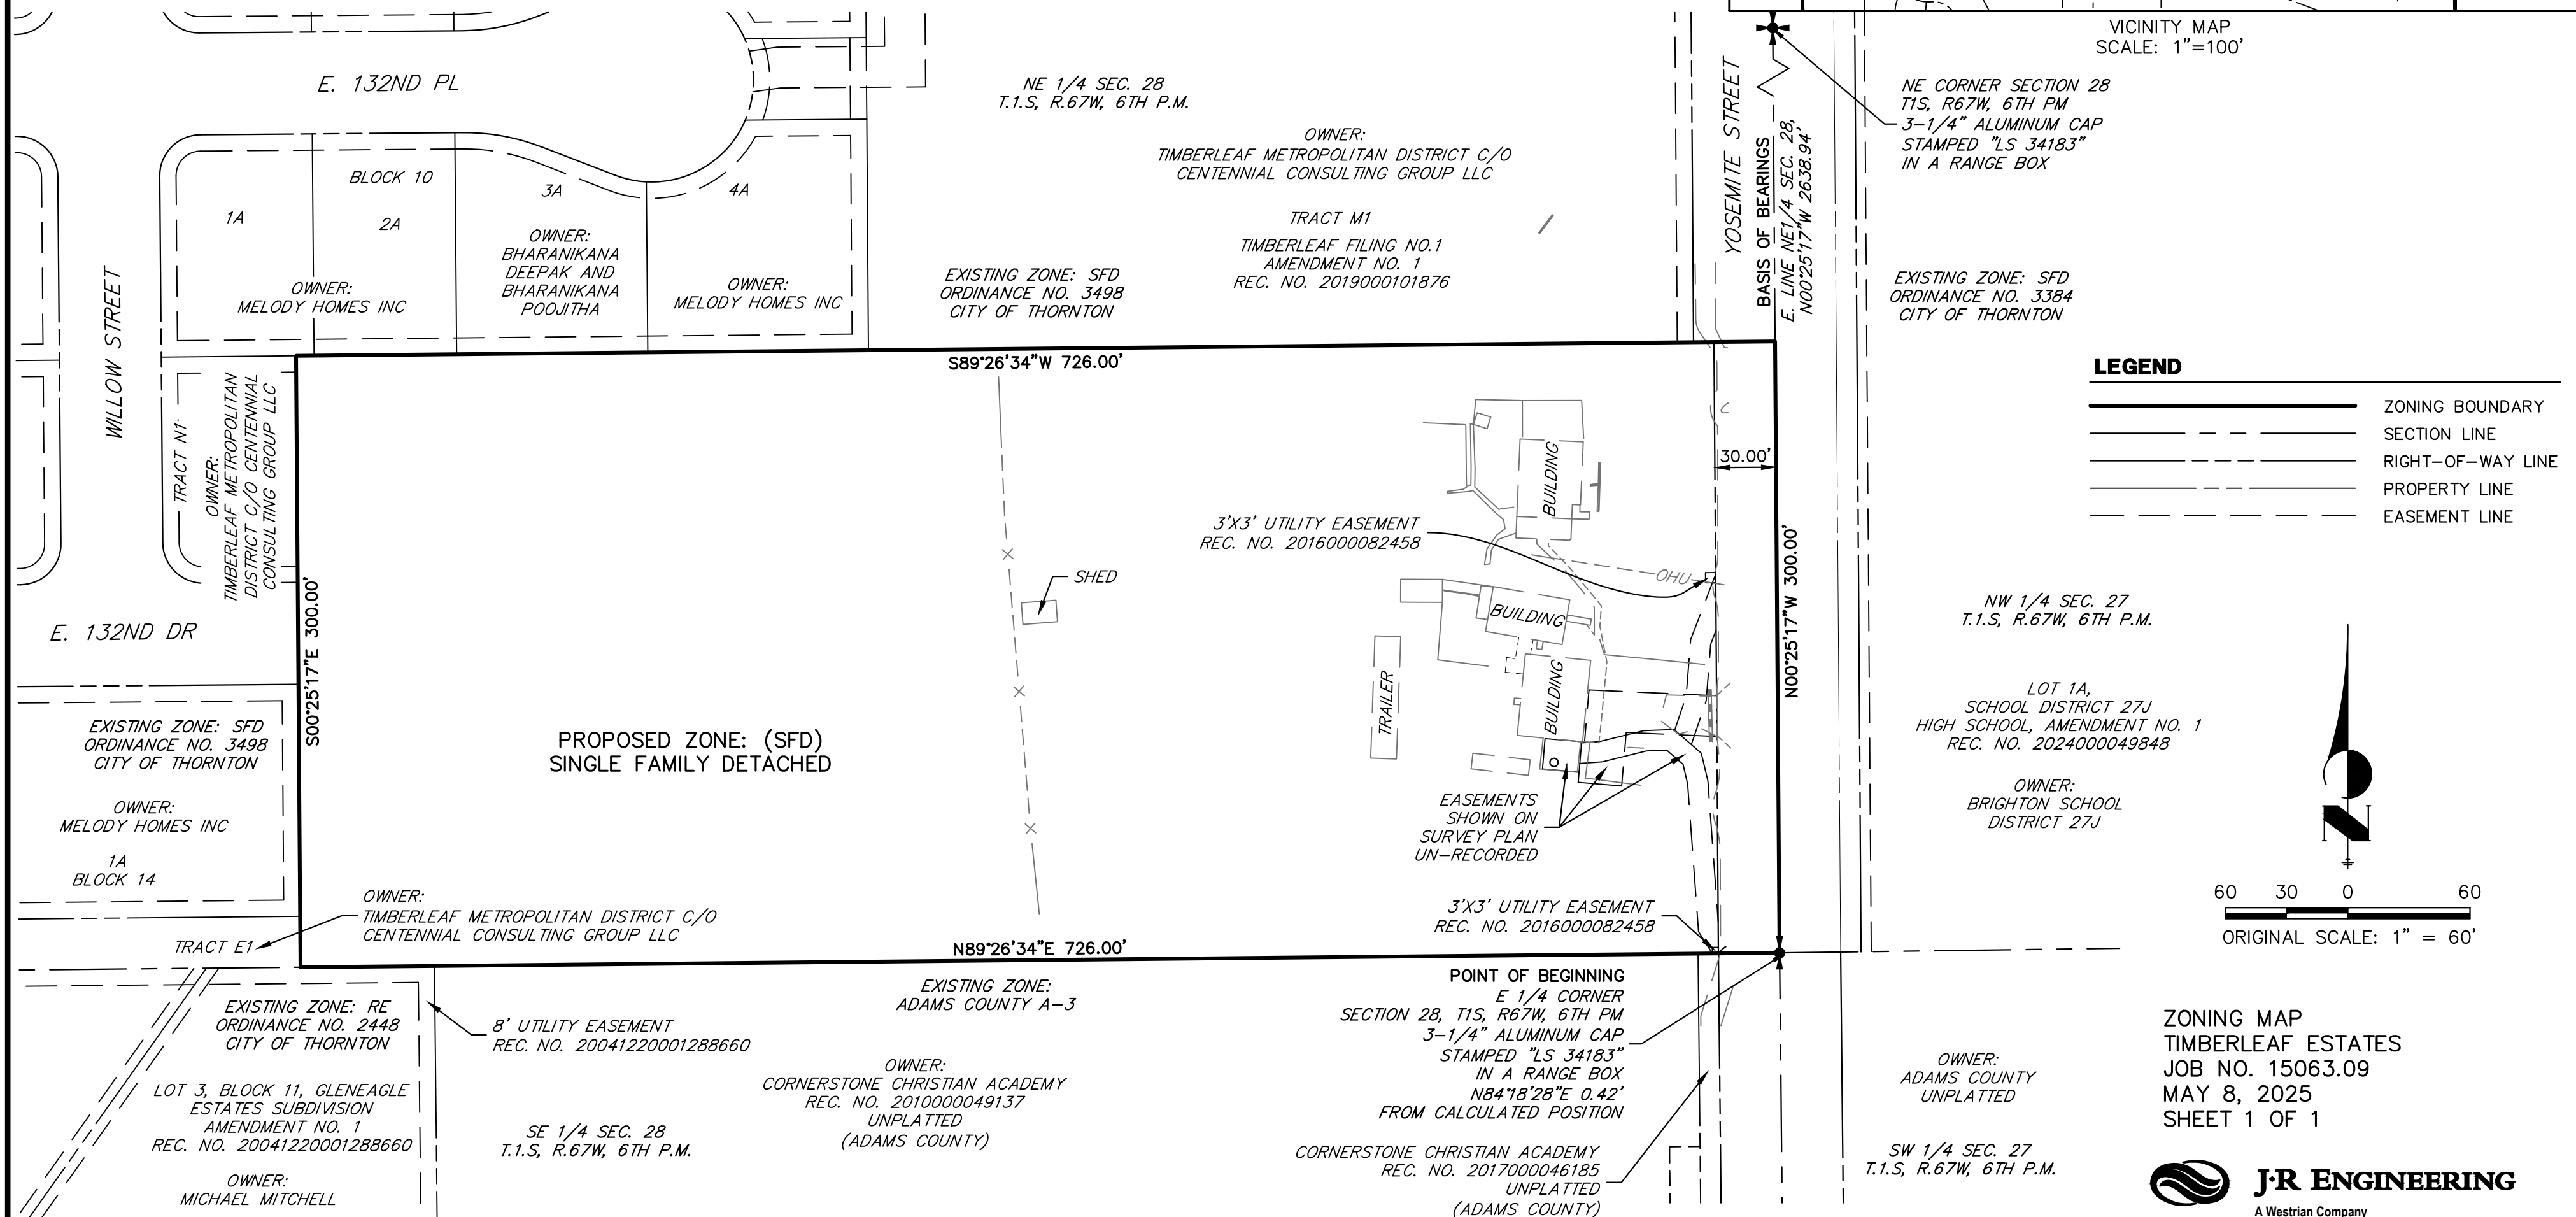 VICINITY MAP
SCALE: 1"=100'
E. 132ND PL
NE 1/4 SEC. 28
T.1.S, R.67W, 6TH P.M.
OWNER:
TIMBERLEAF METROPOLITAN DISTRICT C/O
CENTENNIAL CONSULTING GROUP LLC
TRACT M1
TIMBERLEAF FILING NO.1
AMENDMENT NO. 1
REC. NO. 2019000101876
YOSEMITE STREET
BASIS OF BEARINGS
E. LINE NE1/4 SEC. 28,
N00°25'17"W 2638.94'
NE CORNER SECTION 28
T1S, R67W, 6TH PM
3-1/4" ALUMINUM CAP
STAMPED "LS 34183"
IN A RANGE BOX
BLOCK 10
1A
2A
3A
4A
OWNER:
MELODY HOMES INC
OWNER:
BHARANIKANA
DEEPAK AND
BHARANIKANA
POOJITHA
OWNER:
MELODY HOMES INC
EXISTING ZONE: SFD
ORDINANCE NO. 3498
CITY OF THORNTON
EXISTING ZONE: SFD
ORDINANCE NO. 3384
CITY OF THORNTON
WILLOW STREET
TRACT N1
OWNER:
TIMBERLEAF METROPOLITAN
DISTRICT C/O CENTENNIAL
CONSULTING GROUP LLC
S89°26'34"W 726.00'
LEGEND
ZONING BOUNDARY
SECTION LINE
RIGHT-OF-WAY LINE
PROPERTY LINE
EASEMENT LINE
30.00'
BUILDING
3'X3' UTILITY EASEMENT
REC. NO. 2016000082458
OHU
SHED
BUILDING
BUILDING
TRAILER
S00°25'17"E 300.00'
N00°25'17"W 300.00'
E. 132ND DR
NW 1/4 SEC. 27
T.1.S, R.67W, 6TH P.M.
LOT 1A,
SCHOOL DISTRICT 27J
HIGH SCHOOL, AMENDMENT NO. 1
REC. NO. 2024000049848
OWNER:
BRIGHTON SCHOOL
DISTRICT 27J
N
60 30 0 60
ORIGINAL SCALE: 1" = 60'
PROPOSED ZONE: (SFD)
SINGLE FAMILY DETACHED
EXISTING ZONE: SFD
ORDINANCE NO. 3498
CITY OF THORNTON
OWNER:
MELODY HOMES INC
1A
BLOCK 14
EASEMENTS
SHOWN ON
SURVEY PLAN
UN-RECORDED
OWNER:
TIMBERLEAF METROPOLITAN DISTRICT C/O
CENTENNIAL CONSULTING GROUP LLC
TRACT E1
3'X3' UTILITY EASEMENT
REC. NO. 2016000082458
N89°26'34"E 726.00'
EXISTING ZONE: RE
ORDINANCE NO. 2448
CITY OF THORNTON
8' UTILITY EASEMENT
REC. NO. 20041220001288660
EXISTING ZONE:
ADAMS COUNTY A-3
OWNER:
CORNERSTONE CHRISTIAN ACADEMY
REC. NO. 2010000049137
UNPLATTED
(ADAMS COUNTY)
POINT OF BEGINNING
E 1/4 CORNER
SECTION 28, T1S, R67W, 6TH PM
3-1/4" ALUMINUM CAP
STAMPED "LS 34183"
IN A RANGE BOX
N84°18'28"E 0.42'
FROM CALCULATED POSITION
LOT 3, BLOCK 11, GLENEAGLE
ESTATES SUBDIVISION
AMENDMENT NO. 1
REC. NO. 20041220001288660
OWNER:
MICHAEL MITCHELL
SE 1/4 SEC. 28
T.1.S, R.67W, 6TH P.M.
CORNERSTONE CHRISTIAN ACADEMY
REC. NO. 2017000046185
UNPLATTED
(ADAMS COUNTY)
OWNER:
ADAMS COUNTY
UNPLATTED
SW 1/4 SEC. 27
T.1.S, R.67W, 6TH P.M.
ZONING MAP
TIMBERLEAF ESTATES
JOB NO. 15063.09
MAY 8, 2025
SHEET 1 OF 1
J·R ENGINEERING
A Westrian Company